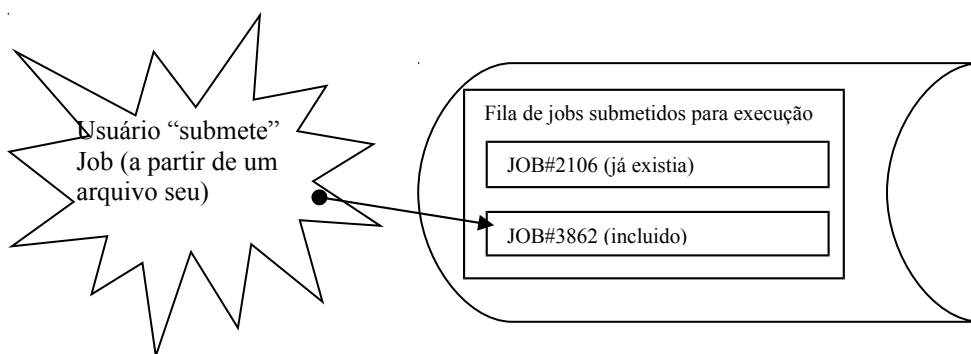 Usuário “submete”
Job (a partir de um
arquivo seu)
Fila de jobs submetidos para execução
JOB#2106 (já existia)
JOB#3862 (incluido)